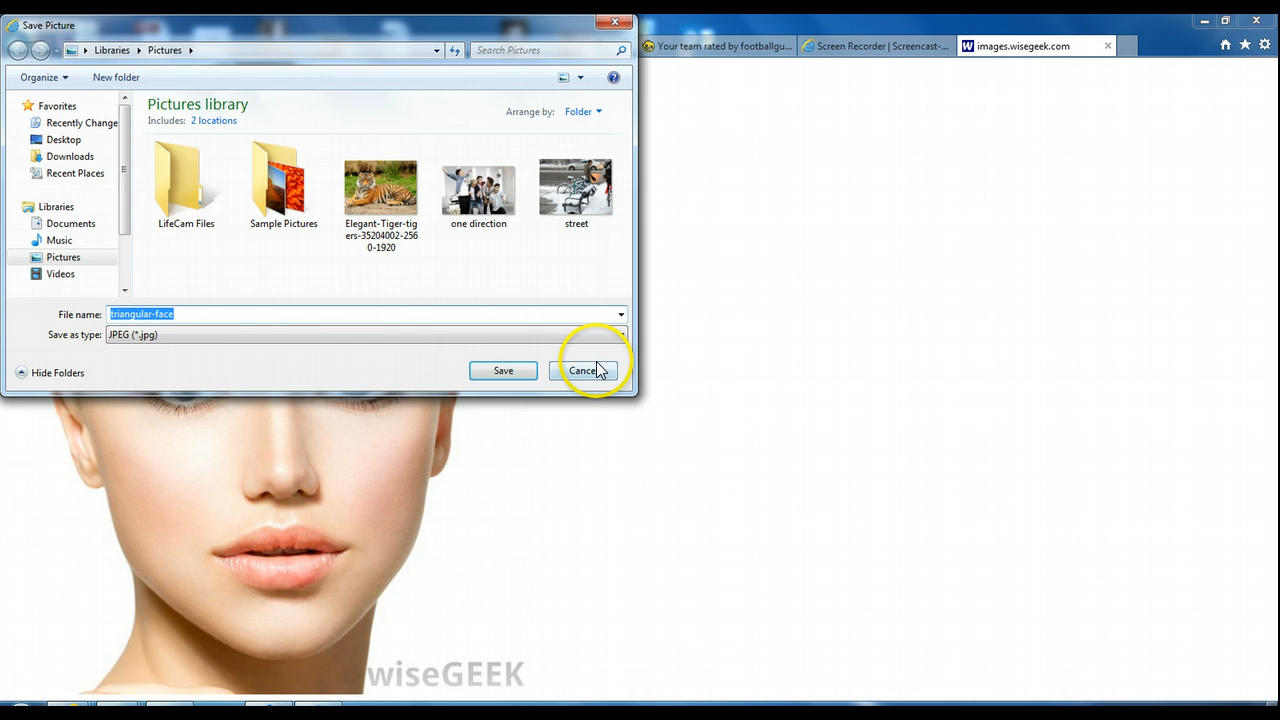 Save Picture
Libraries Pictures
Search Pictures
Your team rated by footballgu...
Screen Recorder | Screencast-...
images.wisegeek.com
Organize
New folder
Favorites
Recently Change
Desktop
Downloads
Recent Places
Libraries
Documents
Music
Pictures
Videos
Pictures library
Includes: 2 locations
Arrange by: Folder
LifeCam Files
Sample Pictures
Elegant-Tiger-tig
ers-35204002-256
0-1920
one direction
street
File name: triangular-face
Save as type: JPEG (*.jpg)
Hide Folders
Save
Cancel
wiseGEEK